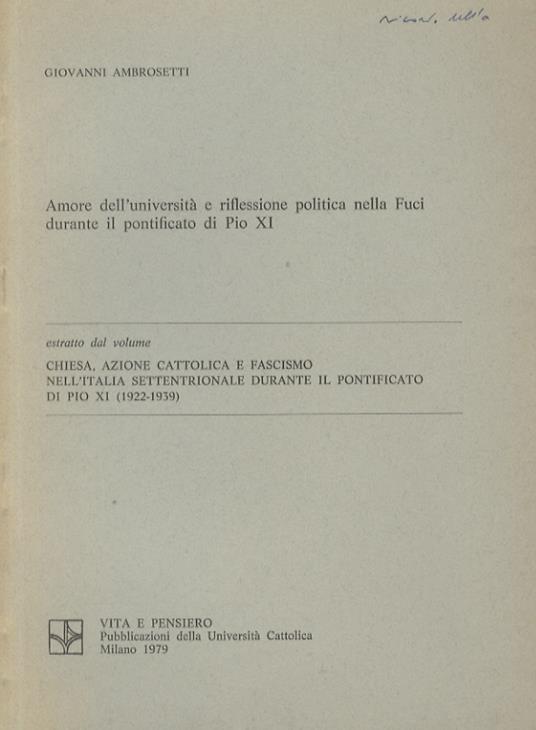 GIOVANNI AMBROSETTI
Amore dell'università e riflessione politica nella Fuci
durante il pontificato di Pio XI
estratto dal volume
CHIESA, AZIONE CATTOLICA E FASCISMO
NELL'ITALIA SETTENTRIONALE DURANTE IL PONTIFICATO
DI PIO XI (1922-1939)
VITA E PENSIERO
Pubblicazioni della Università Cattolica
Milano 1979